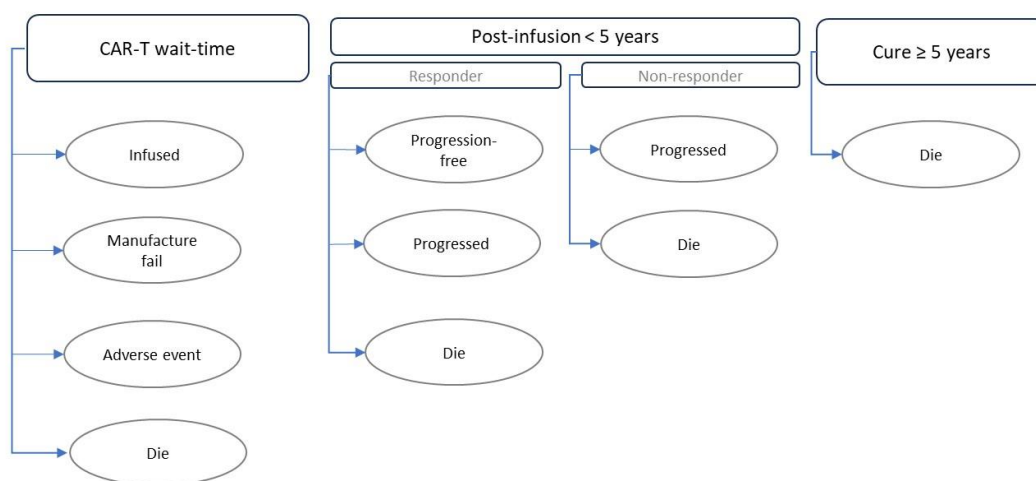 CAR-T wait-time
Infused
Manufacture
fail
Adverse event
Die
Post-infusion < 5 years
Responder
Progression-
free
Progressed
Die
Non-responder
Progressed
Die
Cure ≥ 5 years
Die